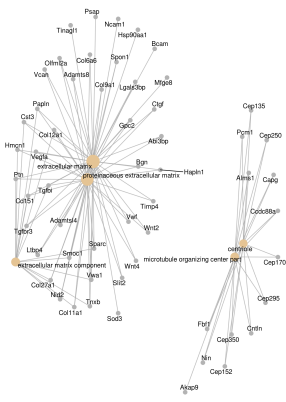 Psap
Ncam1
Tinagl1
Hsp90aa1
Bcam
Olfml2a
Col6a6
Spon1
Vcan
Adamts8
Col9a1
Lgals3bp
Mfge8
Papln
Ctgf
Cst3
Gpc2
Col12a1
Abi3bp
Hmcn1
Vegfa
extracellular matrix
Bgn
Hapln1
Ptn
proteinaceous extracellular matrix
Tgfbi
Cd151
Timp4
Adamtsl4
Vwf
Tgfbr3
Wnt2
Sparc
Ltbp4
Smoc1
extracellular matrix component
Wnt4
Vwa1
Slit2
Col27a1
Nid2
Tnxb
Col11a1
Sod3
Cep135
Pcm1
Cep250
Alms1
Capg
Ccdc88a
centriole
microtubule organizing center part
Cep170
Cep295
Fbf1
Cntln
Cep350
Nin
Cep152
Akap9